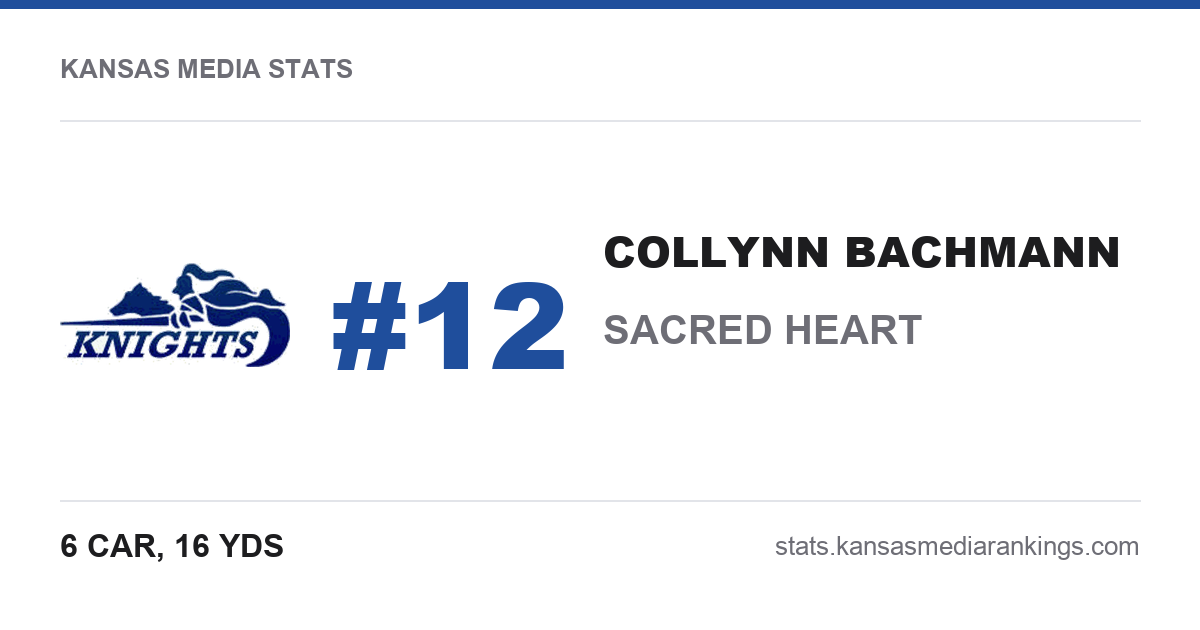 KANSAS MEDIA STATS
KNIGHTS
#12
COLLYNN BACHMANN
SACRED HEART
6 CAR, 16 YDS
stats.kansasmediarankings.com